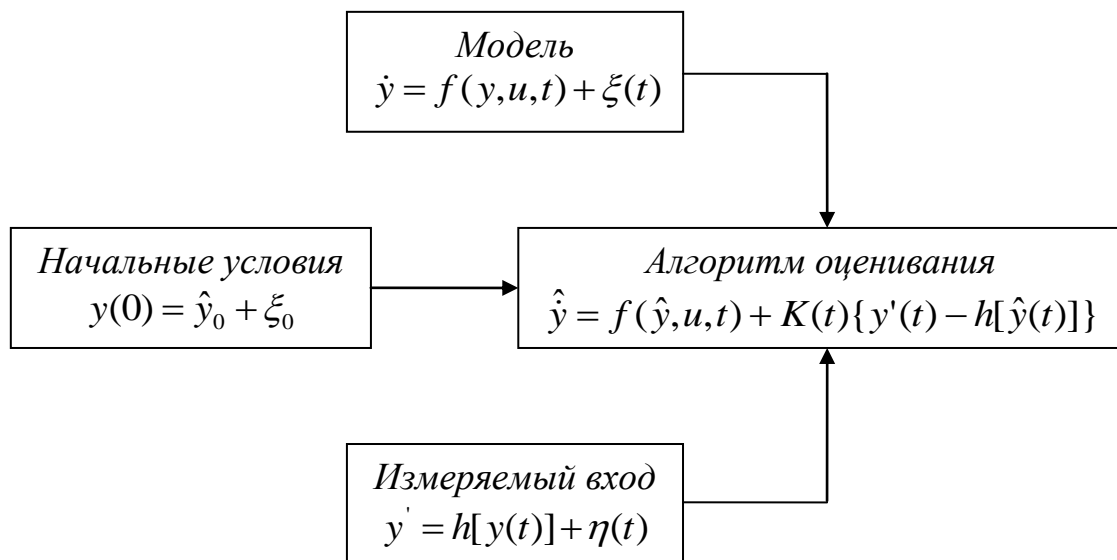 Модель
ẏ = f(y,u,t) + ξ(t)
Начальные условия
y(0) = ŷ₀ + ξ₀
Алгоритм оценивания
ŷ̇ = f(ŷ,u,t) + K(t){y'(t) − h[ŷ(t)]}
Измеряемый вход
y' = h[y(t)] + η(t)